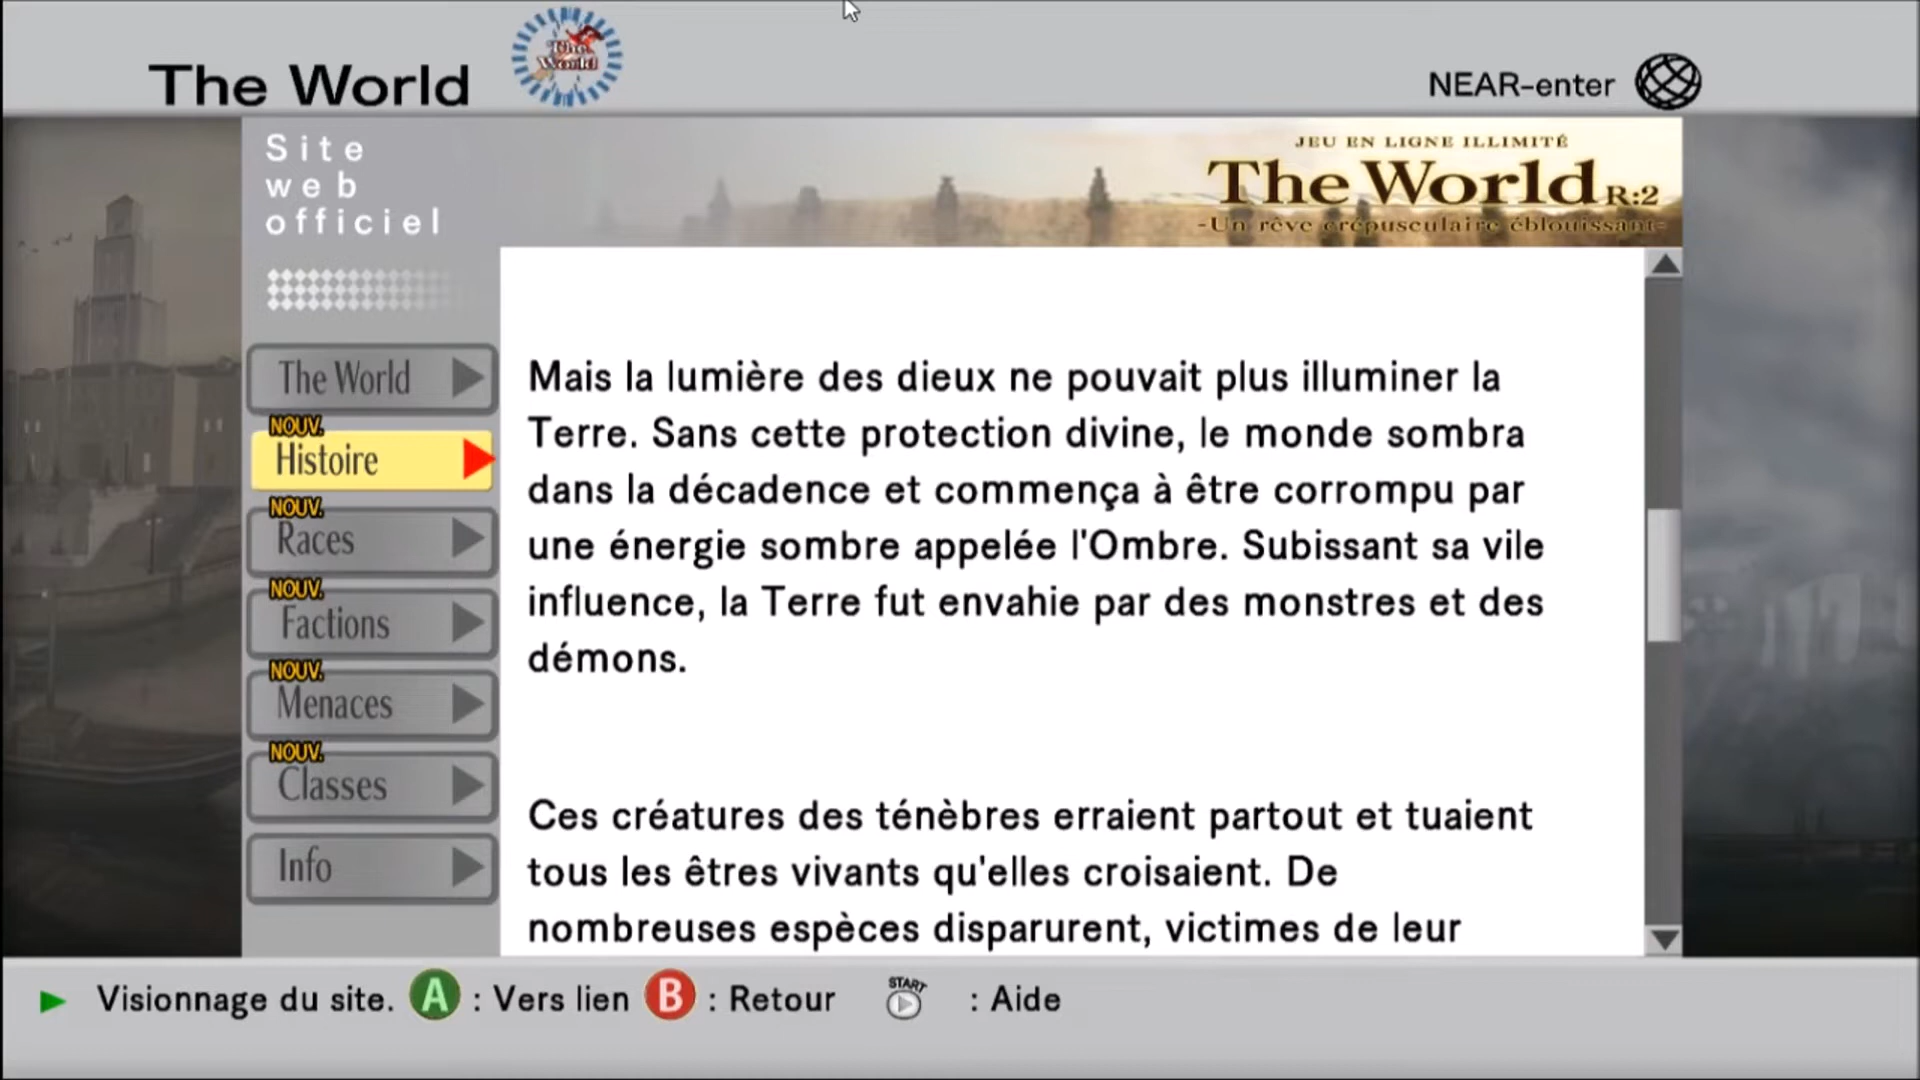 The World
The World
NEAR-enter
Site
web
officiel
JEU EN LIGNE ILLIMITÉ
The World R:2
-Un rêve crépusculaire éblouissant-
The World
NOUV.
Histoire
NOUV.
Races
NOUV.
Factions
NOUV.
Menaces
NOUV.
Classes
Info
Mais la lumière des dieux ne pouvait plus illuminer la
Terre. Sans cette protection divine, le monde sombra
dans la décadence et commença à être corrompu par
une énergie sombre appelée l'Ombre. Subissant sa vile
influence, la Terre fut envahie par des monstres et des
démons.
Ces créatures des ténèbres erraient partout et tuaient
tous les êtres vivants qu'elles croisaient. De
nombreuses espèces disparurent, victimes de leur
Visionnage du site. A : Vers lien B : Retour START : Aide